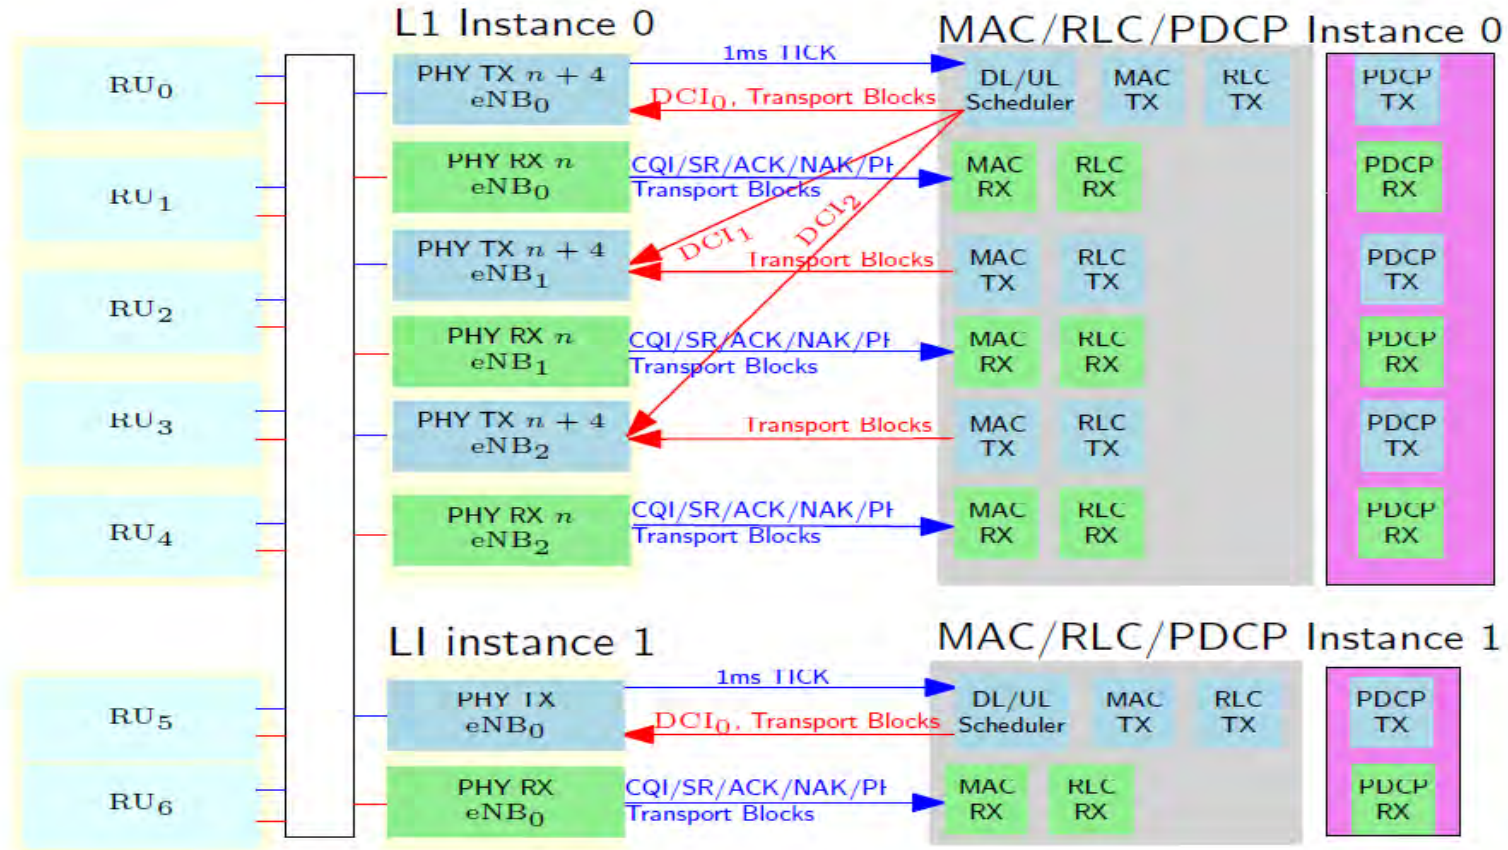 L1 Instance 0
MAC/RLC/PDCP Instance 0
RU0
RU1
RU2
RU3
RU4
PHY TX n + 4
eNB0
1ms TICK
DCI0, Transport Blocks
DL/UL
Scheduler
MAC
TX
RLC
TX
PDCP
TX
PHY RX n
eNB0
CQI/SR/ACK/NAK/PH
Transport Blocks
MAC
RX
RLC
RX
PDCP
RX
DCI1
DCI2
PHY TX n + 4
eNB1
Transport Blocks
MAC
TX
RLC
TX
PDCP
TX
PHY RX n
eNB1
CQI/SR/ACK/NAK/PH
Transport Blocks
MAC
RX
RLC
RX
PDCP
RX
PHY TX n + 4
eNB2
Transport Blocks
MAC
TX
RLC
TX
PDCP
TX
PHY RX n
eNB2
CQI/SR/ACK/NAK/PH
Transport Blocks
MAC
RX
RLC
RX
PDCP
RX
LI instance 1
MAC/RLC/PDCP Instance 1
RU5
RU6
PHY TX
eNB0
1ms TICK
DCI0, Transport Blocks
DL/UL
Scheduler
MAC
TX
RLC
TX
PDCP
TX
PHY RX
eNB0
CQI/SR/ACK/NAK/PH
Transport Blocks
MAC
RX
RLC
RX
PDCP
RX